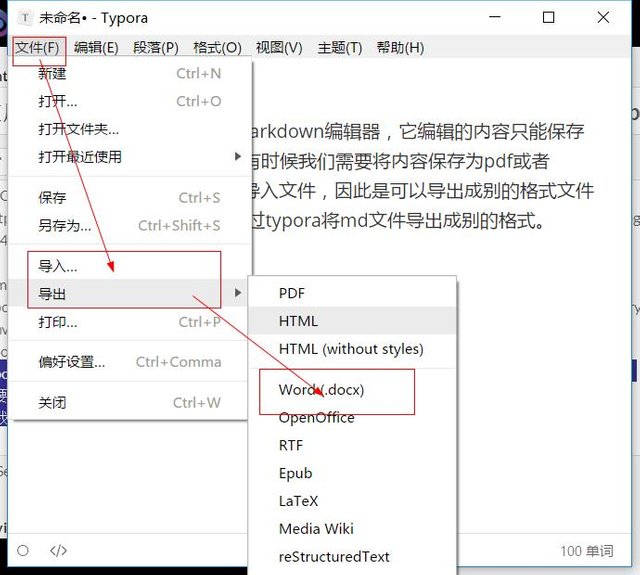 未命名• - Typora
文件(F) 编辑(E) 段落(P) 格式(O) 视图(V) 主题(T) 帮助(H)
新建 Ctrl+N
打开... Ctrl+O
打开文件夹...
打开最近使用
保存 Ctrl+S
另存为... Ctrl+Shift+S
导入...
导出
打印... Ctrl+P
偏好设置... Ctrl+Comma
关闭 Ctrl+W
arkdown编辑器，它编辑的内容只能保存
有时候我们需要将内容保存为pdf或者
导入文件，因此是可以导出成别的格式文件
过typora将md文件导出成别的格式。
PDF
HTML
HTML (without styles)
Word (.docx)
OpenOffice
RTF
Epub
LaTeX
Media Wiki
reStructuredText
100 单词